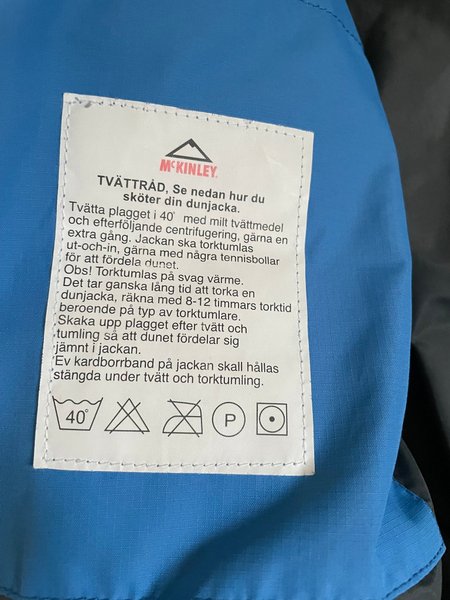 McKINLEY
TVÄTTRÅD, Se nedan hur du
sköter din dunjacka.
Tvätta plagget i 40° med milt tvättmedel
och efterföljande centrifugering, gärna en
extra gång. Jackan ska torktumlas
ut-och-in, gärna med några tennisbollar
för att fördela dunet.
Obs! Torktumlas på svag värme.
Det tar ganska lång tid att torka en
dunjacka, räkna med 8-12 timmars torktid
beroende på typ av torktumlare.
Skaka upp plagget efter tvätt och
tumling så att dunet fördelar sig
jämnt i jackan.
Ev kardborrband på jackan skall hållas
stängda under tvätt och torktumling.
40° P